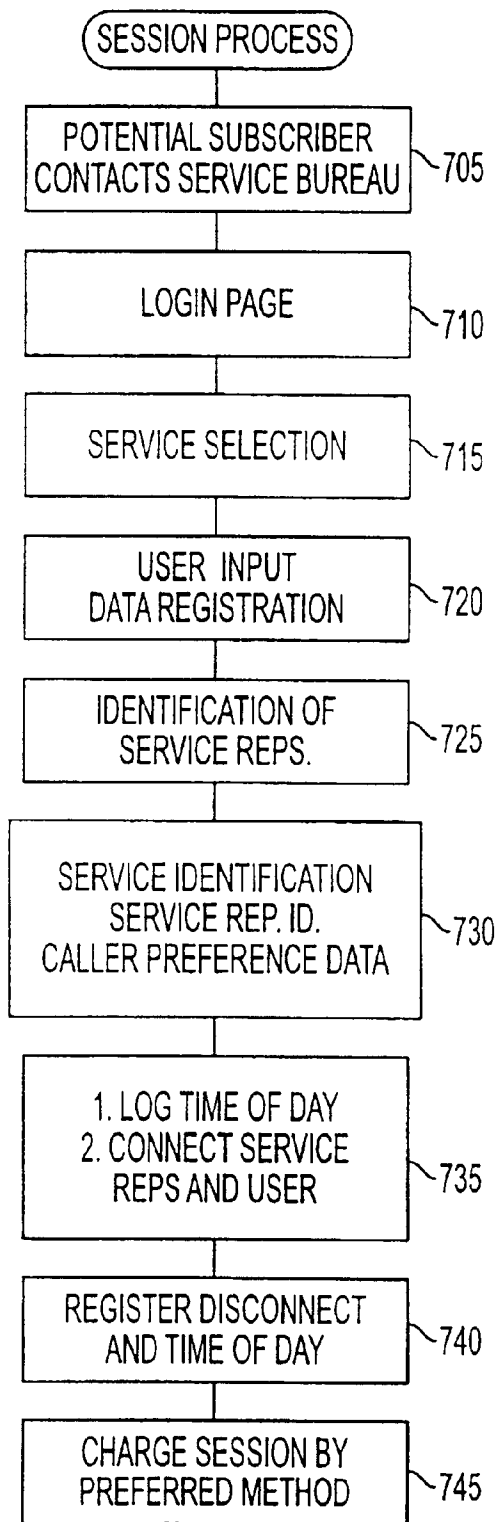 SESSION PROCESS
POTENTIAL SUBSCRIBER
CONTACTS SERVICE BUREAU
705
LOGIN PAGE
710
SERVICE SELECTION
715
USER INPUT
DATA REGISTRATION
720
IDENTIFICATION OF
SERVICE REPS.
725
SERVICE IDENTIFICATION
SERVICE REP. ID.
CALLER PREFERENCE DATA
730
1. LOG TIME OF DAY
2. CONNECT SERVICE
REPS AND USER
735
REGISTER DISCONNECT
AND TIME OF DAY
740
CHARGE SESSION BY
PREFERRED METHOD
745